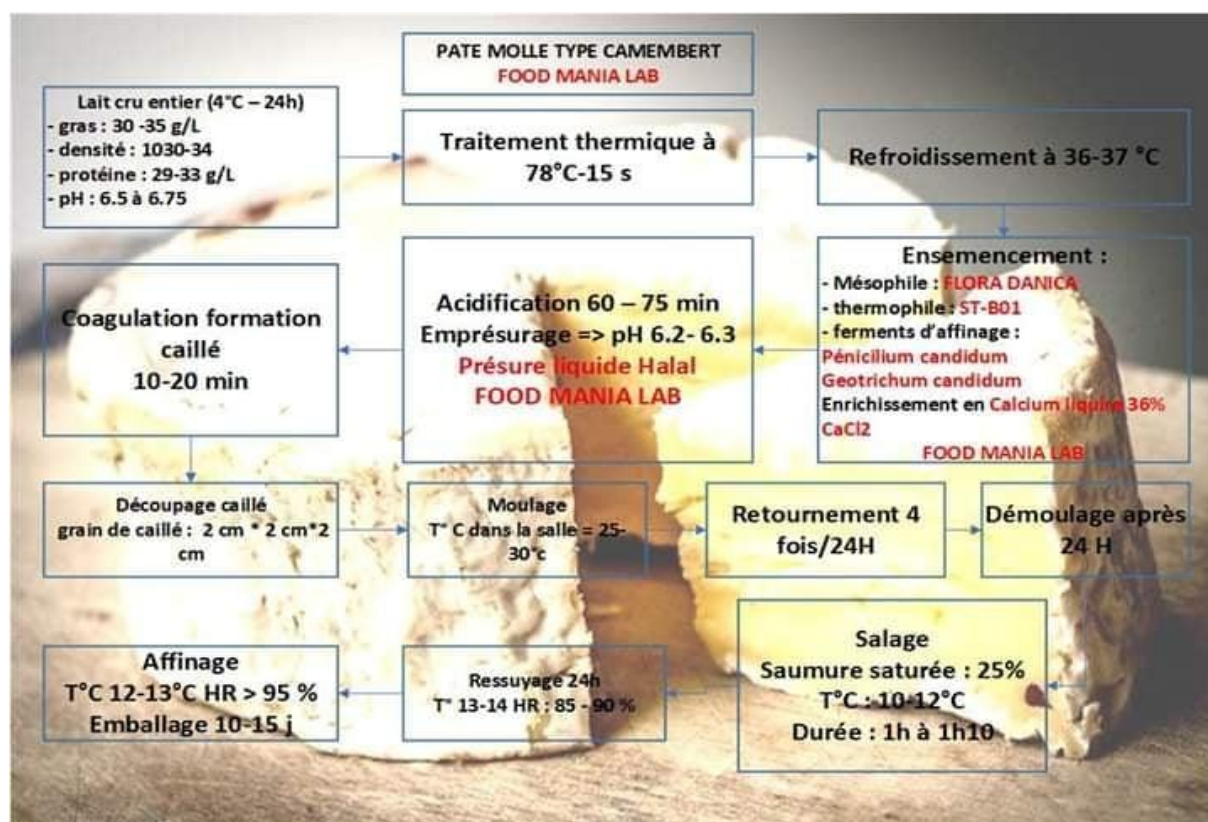 PATE MOLLE TYPE CAMEMBERT
FOOD MANIA LAB
Lait cru entier (4°C – 24h)
- gras : 30 -35 g/L
- densité : 1030-34
- protéine : 29-33 g/L
- pH : 6.5 à 6.75
Traitement thermique à
78°C-15 s
Refroidissement à 36-37 °C
Ensemencement :
- Mésophile : FLORA DANICA
- thermophile : ST-B01
- ferments d'affinage :
Pénicilium candidum
Geotrichum candidum
Enrichissement en Calcium liquide 36%
CaCl2
FOOD MANIA LAB
Acidification 60 – 75 min
Emprésurage => pH 6.2- 6.3
Présure liquide Halal
FOOD MANIA LAB
Coagulation formation
caillé
10-20 min
Découpage caillé
grain de caillé : 2 cm * 2 cm*2
cm
Moulage
T° C dans la salle = 25-
30°c
Retournement 4
fois/24H
Démoulage après
24 H
Salage
Saumure saturée : 25%
T°C : 10-12°C
Durée : 1h à 1h10
Ressuyage 24h
T° 13-14 HR : 85 - 90 %
Affinage
T°C 12-13°C HR > 95 %
Emballage 10-15 j